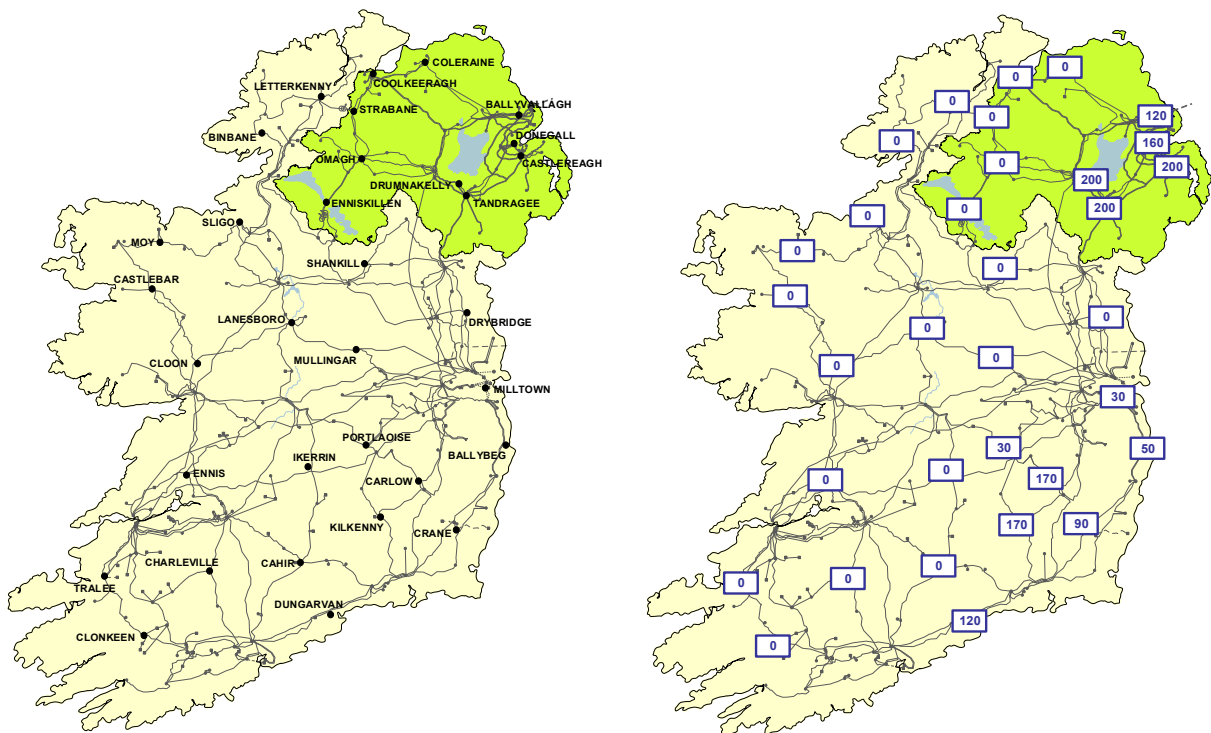 COLERAINE
COOLKEERAGH
LETTERKENNY
STRABANE
BALLYVALLAGH
BINBANE
DONEGALL
OMAGH
CASTLEREAGH
DRUMNAKELLY
ENNISKILLEN
TANDRAGEE
SLIGO
MOY
SHANKILL
CASTLEBAR
LANESBORO
DRYBRIDGE
CLOON
MULLINGAR
MILLTOWN
PORTLAOISE
BALLYBEG
IKERRIN
ENNIS
CARLOW
KILKENNY
CRANE
CHARLEVILLE
CAHIR
TRALEE
DUNGARVAN
CLONKEEN
0
0
0
0
120
0
160
0
200
200
0
200
0
0
0
0
0
0
0
0
30
30
50
0
0
170
170
90
0
0
0
120
0